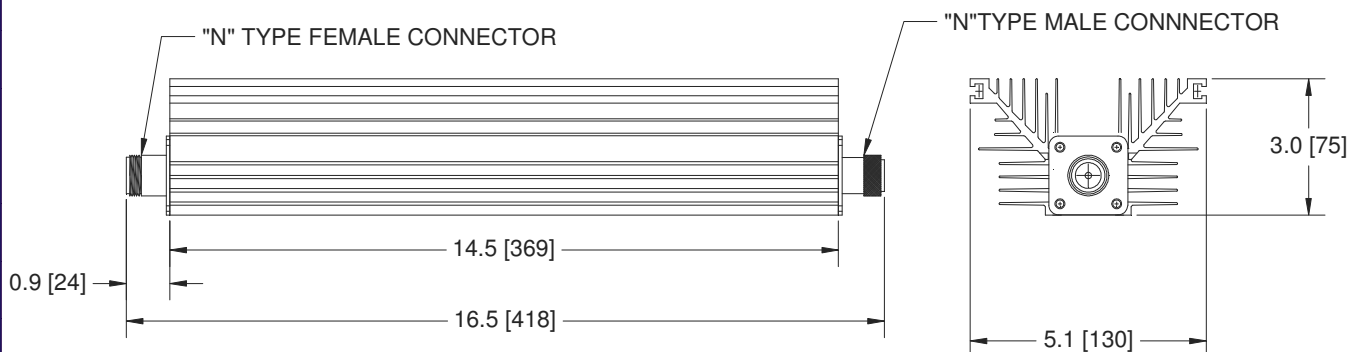 "N" TYPE FEMALE CONNECTOR
"N"TYPE MALE CONNNECTOR
3.0 [75]
14.5 [369]
0.9 [24]
16.5 [418]
5.1 [130]